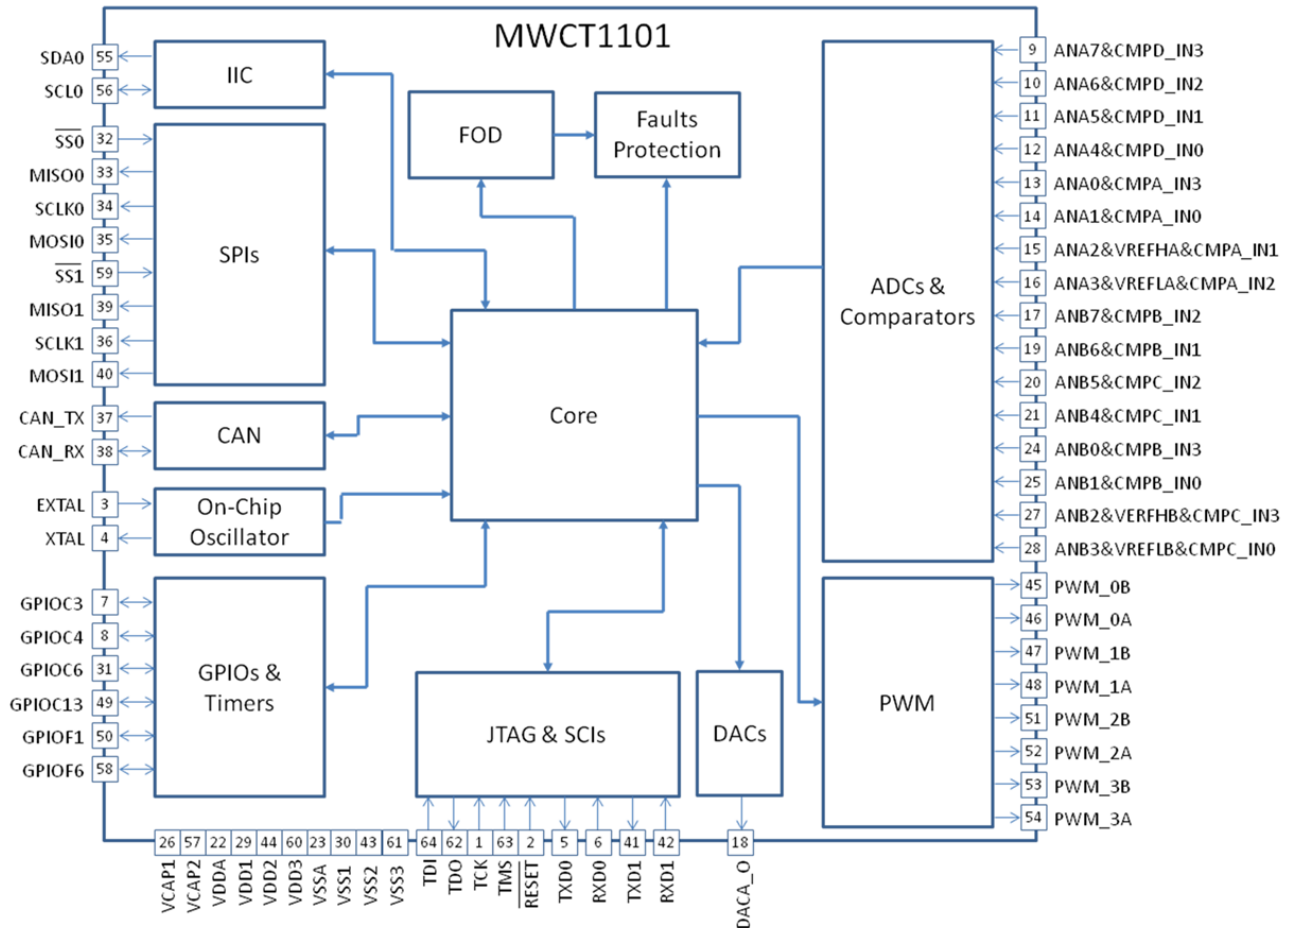 MWCT1101
SDA0 55
SCL0 56
SS0 32
MISO0 33
SCLK0 34
MOSI0 35
SS1 59
MISO1 39
SCLK1 36
MOSI1 40
CAN_TX 37
CAN_RX 38
EXTAL 3
XTAL 4
GPIOC3 7
GPIOC4 8
GPIOC6 31
GPIOC13 49
GPIOF1 50
GPIOF6 58
IIC
SPIs
CAN
On-Chip
Oscillator
GPIOs &
Timers
FOD
Faults
Protection
Core
JTAG & SCIs
DACs
ADCs &
Comparators
PWM
9 ANA7&CMPD_IN3
10 ANA6&CMPD_IN2
11 ANA5&CMPD_IN1
12 ANA4&CMPD_IN0
13 ANA0&CMPA_IN3
14 ANA1&CMPA_IN0
15 ANA2&VREFHA&CMPA_IN1
16 ANA3&VREFLA&CMPA_IN2
17 ANB7&CMPB_IN2
19 ANB6&CMPB_IN1
20 ANB5&CMPC_IN2
21 ANB4&CMPC_IN1
24 ANB0&CMPB_IN3
25 ANB1&CMPB_IN0
27 ANB2&VERFHB&CMPC_IN3
28 ANB3&VREFLB&CMPC_IN0
45 PWM_0B
46 PWM_0A
47 PWM_1B
48 PWM_1A
51 PWM_2B
52 PWM_2A
53 PWM_3B
54 PWM_3A
26 57 22 29 44 60 23 30 43 61 64 62 1 63 2 5 6 41 42 18
VCAP1
VCAP2
VDDA
VDD1
VDD2
VDD3
VSSA
VSS1
VSS2
VSS3
TDI
TDO
TCK
TMS
RESET
TXD0
RXD0
TXD1
RXD1
DACA_O